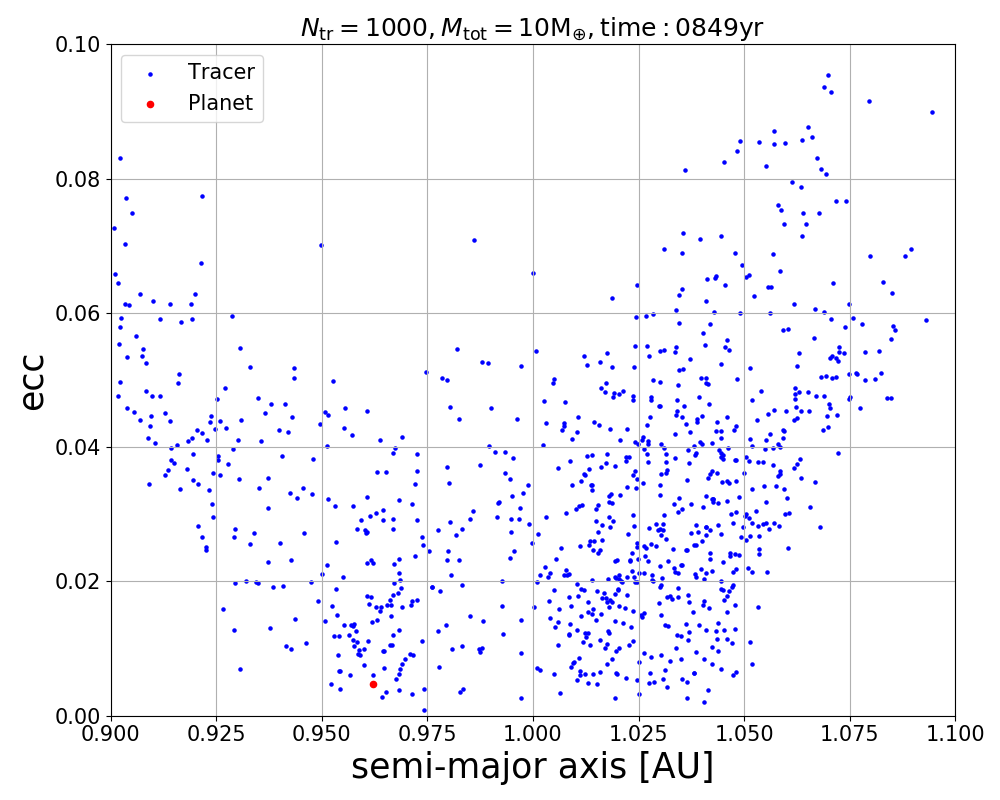 N_tr = 1000, M_tot = 10M_⊕, time : 0849yr
Tracer
Planet
0.10
0.08
0.06
0.04
0.02
0.00
ecc
0.900 0.925 0.950 0.975 1.000 1.025 1.050 1.075 1.100
semi-major axis [AU]